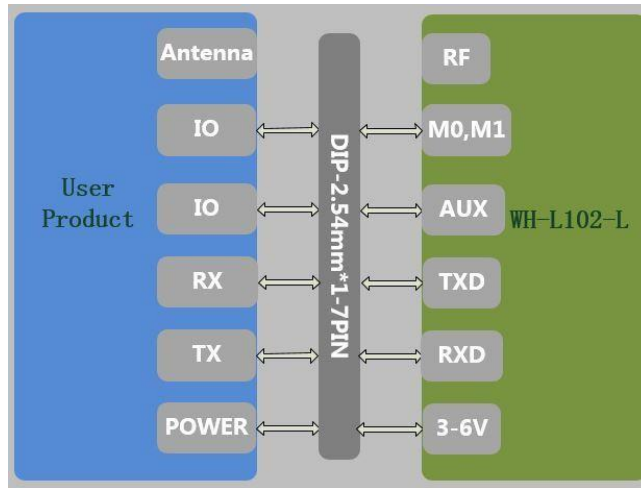 Antenna
RF
IO
M0,M1
User
Product
IO
AUX
WH-L102-L
RX
TXD
TX
RXD
POWER
3-6V
DIP-2.54mm*1-7PIN